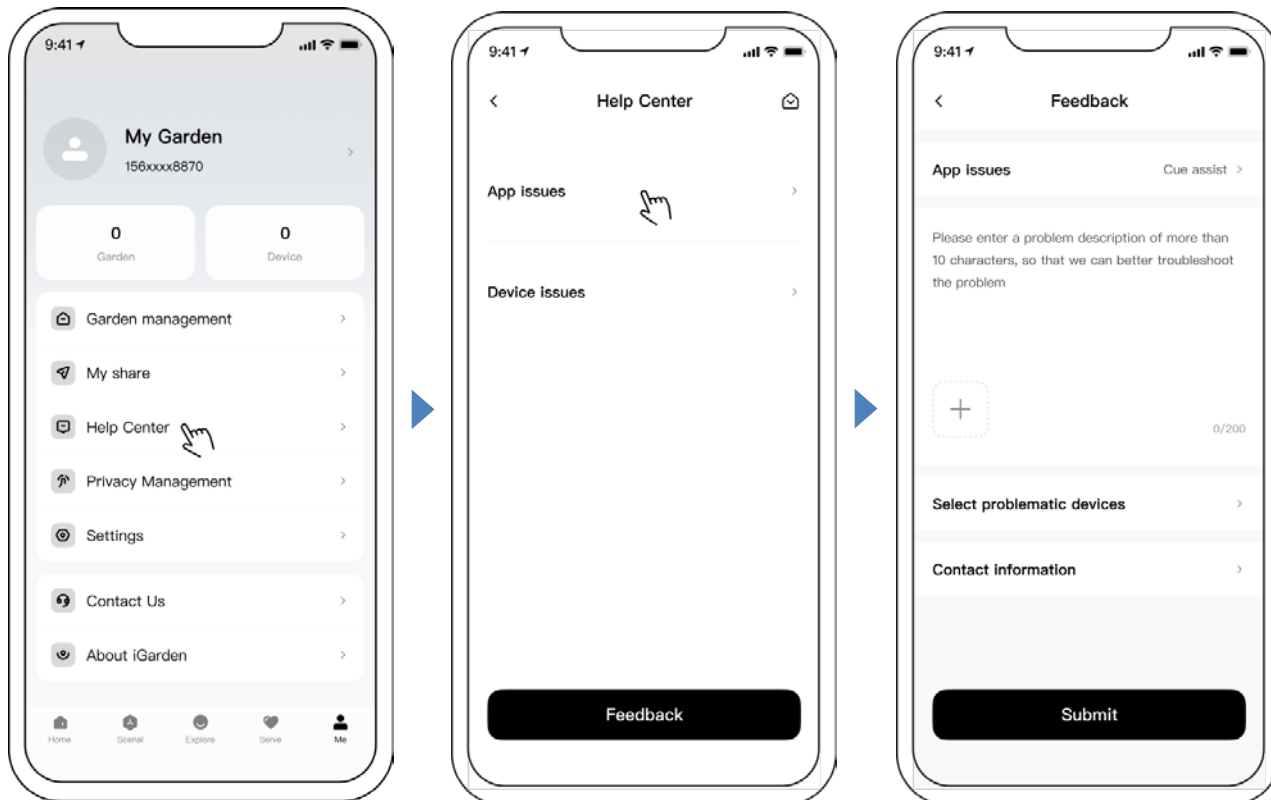 9:41
My Garden
156xxxx8870
0
Garden
0
Device
Garden management
My share
Help Center
Privacy Management
Settings
Contact Us
About iGarden
Home
Scenal
Explore
Serve
Me
9:41
Help Center
App issues
Device issues
Feedback
9:41
Feedback
App issues
Cue assist
Please enter a problem description of more than
10 characters, so that we can better troubleshoot
the problem
0/200
Select problematic devices
Contact information
Submit